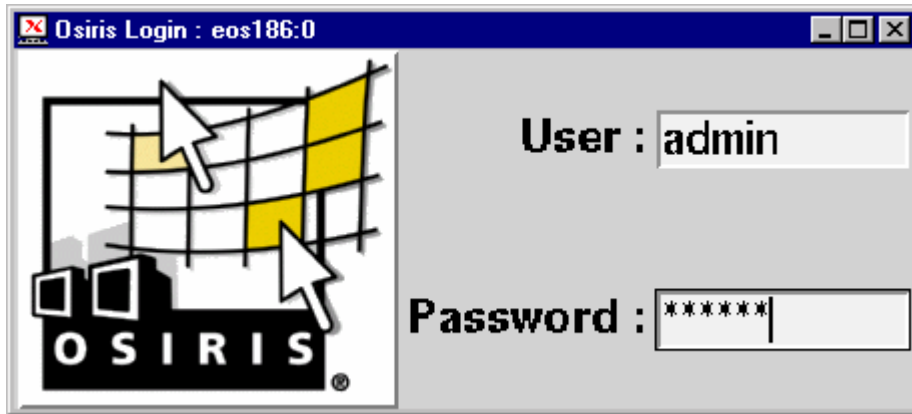 Osiris Login : eos186:0
User : admin
Password : ******
OSIRIS®